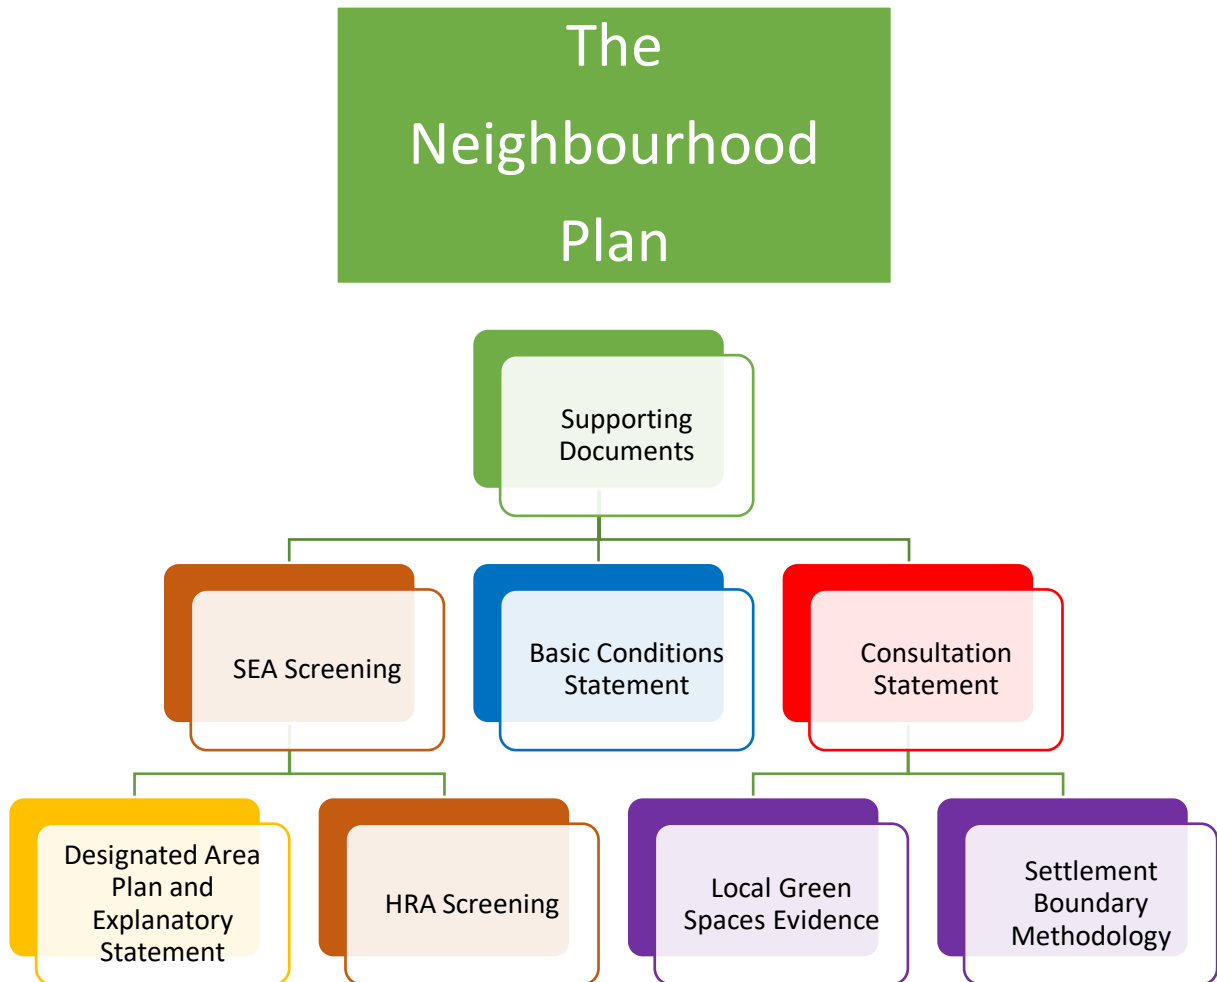 The
Neighbourhood
Plan
Supporting
Documents
SEA Screening
Basic Conditions
Statement
Consultation
Statement
Designated Area
Plan and
Explanatory
Statement
HRA Screening
Local Green
Spaces Evidence
Settlement
Boundary
Methodology